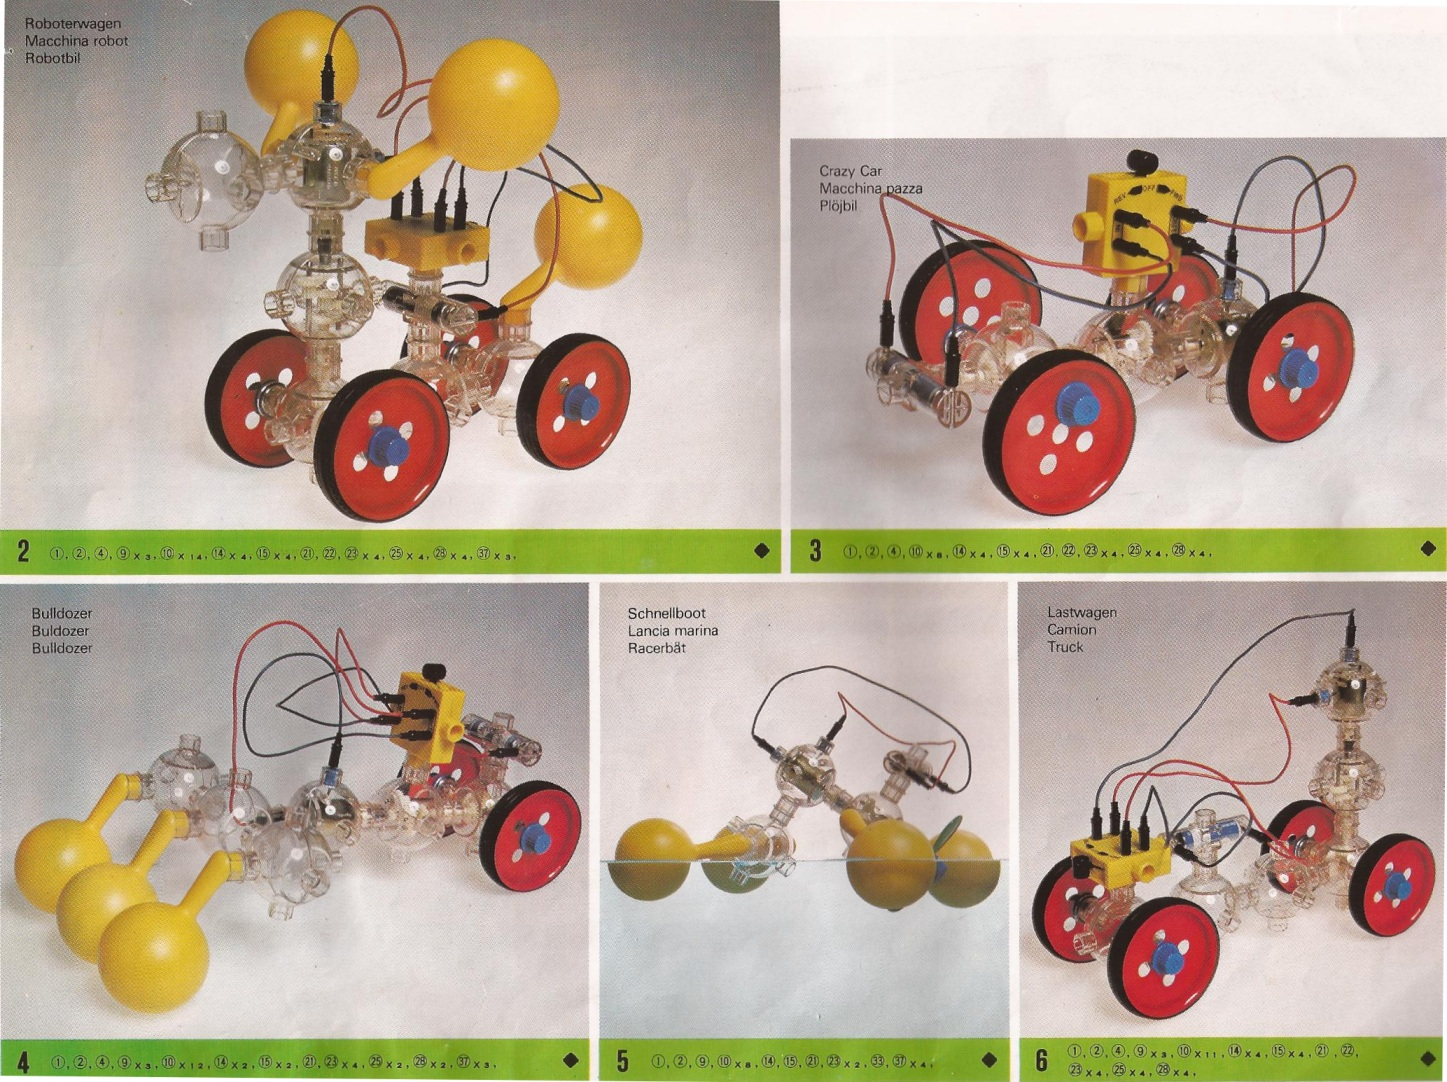 Roboterwagen
Macchina robot
Robotbil
2 ①, ②, ④, ⑨ x 3, ⑩ x 14, ⑭ x 4, ⑮ x 4, ㉑, ㉒, ㉓ x 4, ㉕ x 4, ㉘ x 4, ㊲ x 3,
Crazy Car
Macchina pazza
Plöjbil
REV OFF FWD
3 ①, ②, ④, ⑩ x 8, ⑭ x 4, ⑮ x 4, ㉑, ㉒, ㉓ x 4, ㉕ x 4, ㉘ x 4,
Bulldozer
Buldozer
Bulldozer
4 ①, ②, ④, ⑨ x 3, ⑩ x 12, ⑭ x 2, ⑮ x 2, ㉑, ㉓ x 4, ㉕ x 2, ㉘ x 2, ㊲ x 3,
Schnellboot
Lancia marina
Racerbåt
5 ①, ②, ⑨, ⑩ x 8, ⑭, ⑮, ㉑, ㉓ x 2, ㉝, ㊲ x 4,
Lastwagen
Camion
Truck
6 ①, ②, ④, ⑨ x 3, ⑩ x 11, ⑭ x 4, ⑮ x 4, ㉑, ㉒,
㉓ x 4, ㉕ x 4, ㉘ x 4,